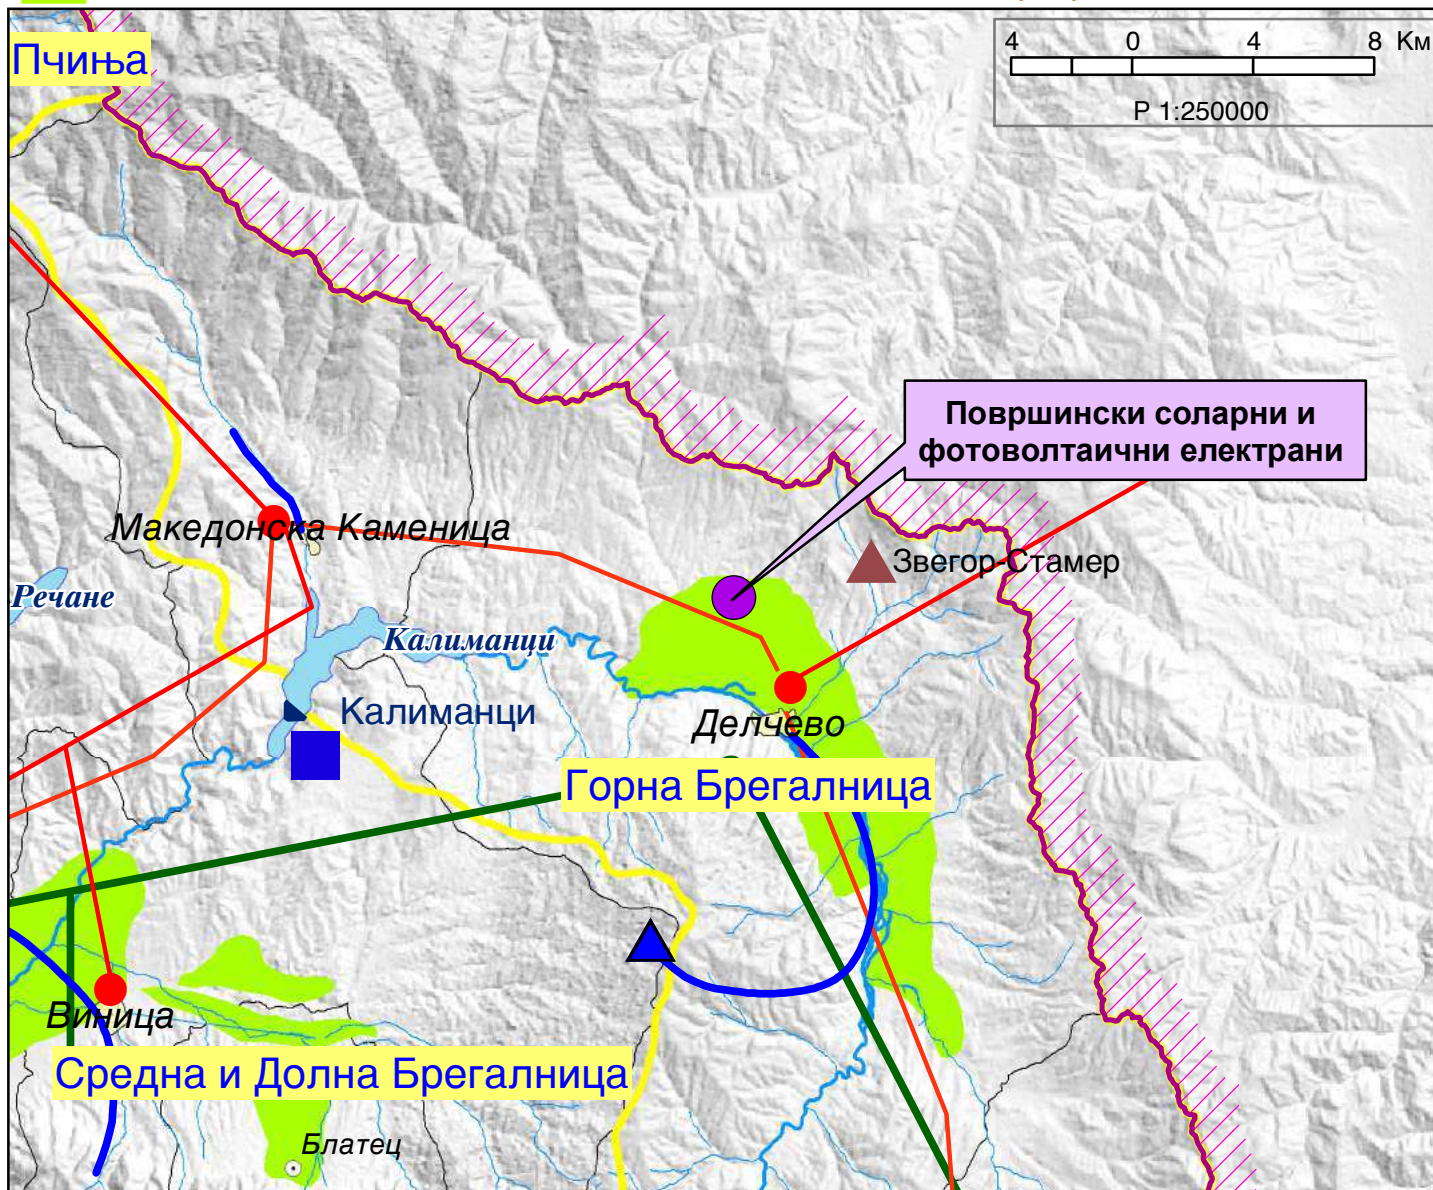 Пчиња
4 0 4 8 Км
Р 1:250000
Површински соларни и
фотоволтаични електрани
Македонска Каменица
Звегор-Стамер
Речане
Калиманци
Калиманци
Делчево
Горна Брегалница
Виница
Средна и Долна Брегалница
Блатец